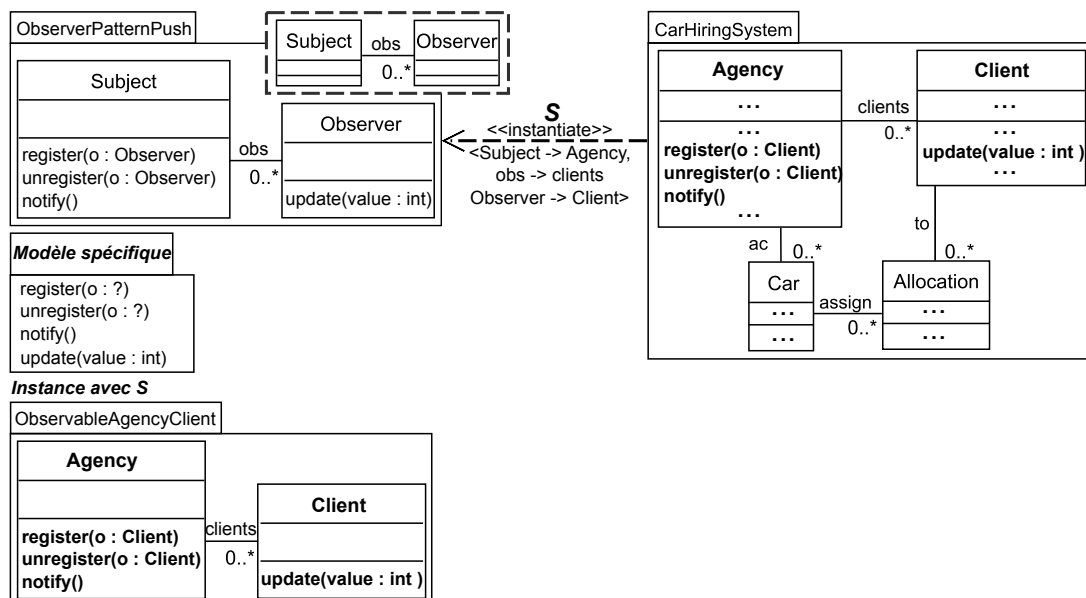 ObserverPatternPush
Subject
obs
0..*
Observer
Subject
register(o : Observer)
unregister(o : Observer)
notify()
obs
0..*
Observer
update(value : int)
S
<<instantiate>>
<Subject -> Agency,
obs -> clients
Observer -> Client>
CarHiringSystem
Agency
...
...
register(o : Client)
unregister(o : Client)
notify()
...
clients
0..*
Client
...
...
update(value : int )
...
ac
0..*
to
0..*
Car
...
...
assign
0..*
Allocation
...
...
Modèle spécifique
register(o : ?)
unregister(o : ?)
notify()
update(value : int)
Instance avec S
ObservableAgencyClient
Agency
register(o : Client)
unregister(o : Client)
notify()
clients
0..*
Client
update(value : int )